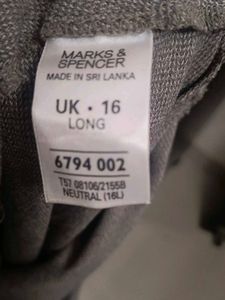 MARKS &
SPENCER
MADE IN SRI LANKA
UK · 16
LONG
6794 002
T57 08106/2155B
NEUTRAL (16L)